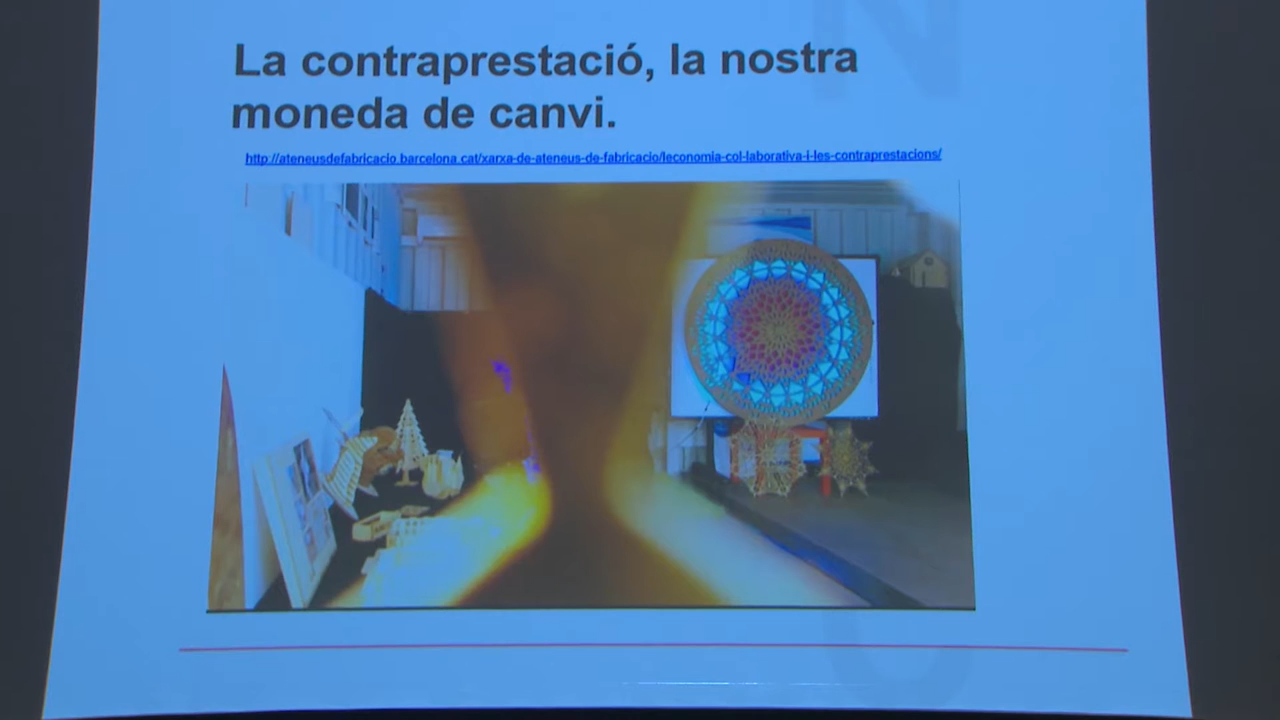 La contraprestació, la nostra
moneda de canvi.
http://ateneusdefabricacio.barcelona.cat/xarxa-de-ateneus-de-fabricacio/leconomia-col-laborativa-i-les-contraprestacions/
N